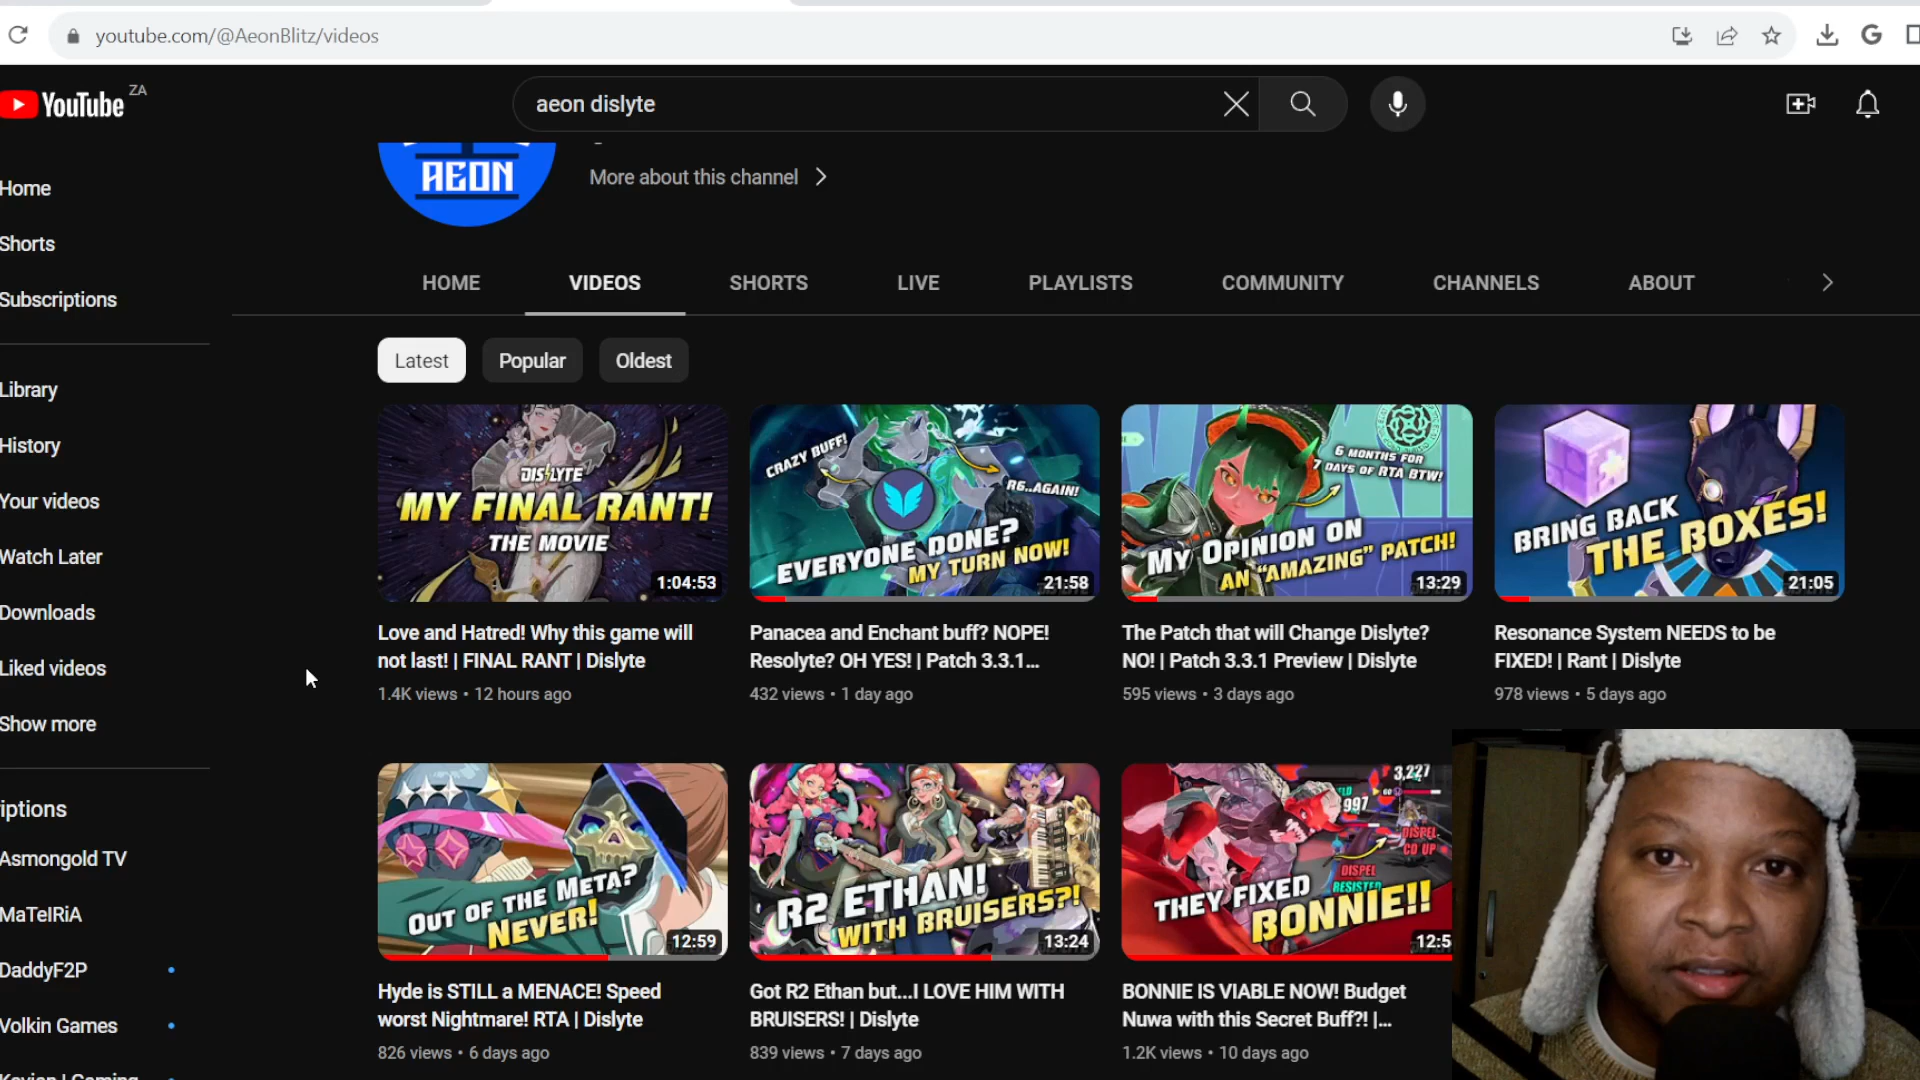 youtube.com/@AeonBlitz/videos
YouTube ZA
aeon dislyte
AEON
More about this channel
Home
Shorts
Subscriptions
Library
History
Your videos
Watch Later
Downloads
Liked videos
Show more
iptions
Asmongold TV
MaTelRiA
DaddyF2P
Volkin Games
HOME VIDEOS SHORTS LIVE PLAYLISTS COMMUNITY CHANNELS ABOUT
Latest Popular Oldest
DISLYTE
MY FINAL RANT!
THE MOVIE
1:04:53
Love and Hatred! Why this game will
not last! | FINAL RANT | Dislyte
1.4K views • 12 hours ago
CRAZY BUFF!
R6..AGAIN!
EVERYONE DONE?
MY TURN NOW!
21:58
Panacea and Enchant buff? NOPE!
Resolyte? OH YES! | Patch 3.3.1...
432 views • 1 day ago
6 MONTHS FOR
7 DAYS OF RTA BTW!
MY OPINION ON
AN "AMAZING" PATCH!
13:29
The Patch that will Change Dislyte?
NO! | Patch 3.3.1 Preview | Dislyte
595 views • 3 days ago
BRING BACK
THE BOXES!
21:05
Resonance System NEEDS to be
FIXED! | Rant | Dislyte
978 views • 5 days ago
OUT OF THE META?
NEVER!
12:59
Hyde is STILL a MENACE! Speed
worst Nightmare! RTA | Dislyte
826 views • 6 days ago
R2 ETHAN!
WITH BRUISERS?!
13:24
Got R2 Ethan but...I LOVE HIM WITH
BRUISERS! | Dislyte
839 views • 7 days ago
3,227
997
DISPEL
CD UP
DISPEL
RESISTED
THEY FIXED
BONNIE!!
12:5
BONNIE IS VIABLE NOW! Budget
Nuwa with this Secret Buff?! |...
1.2K views • 10 days ago